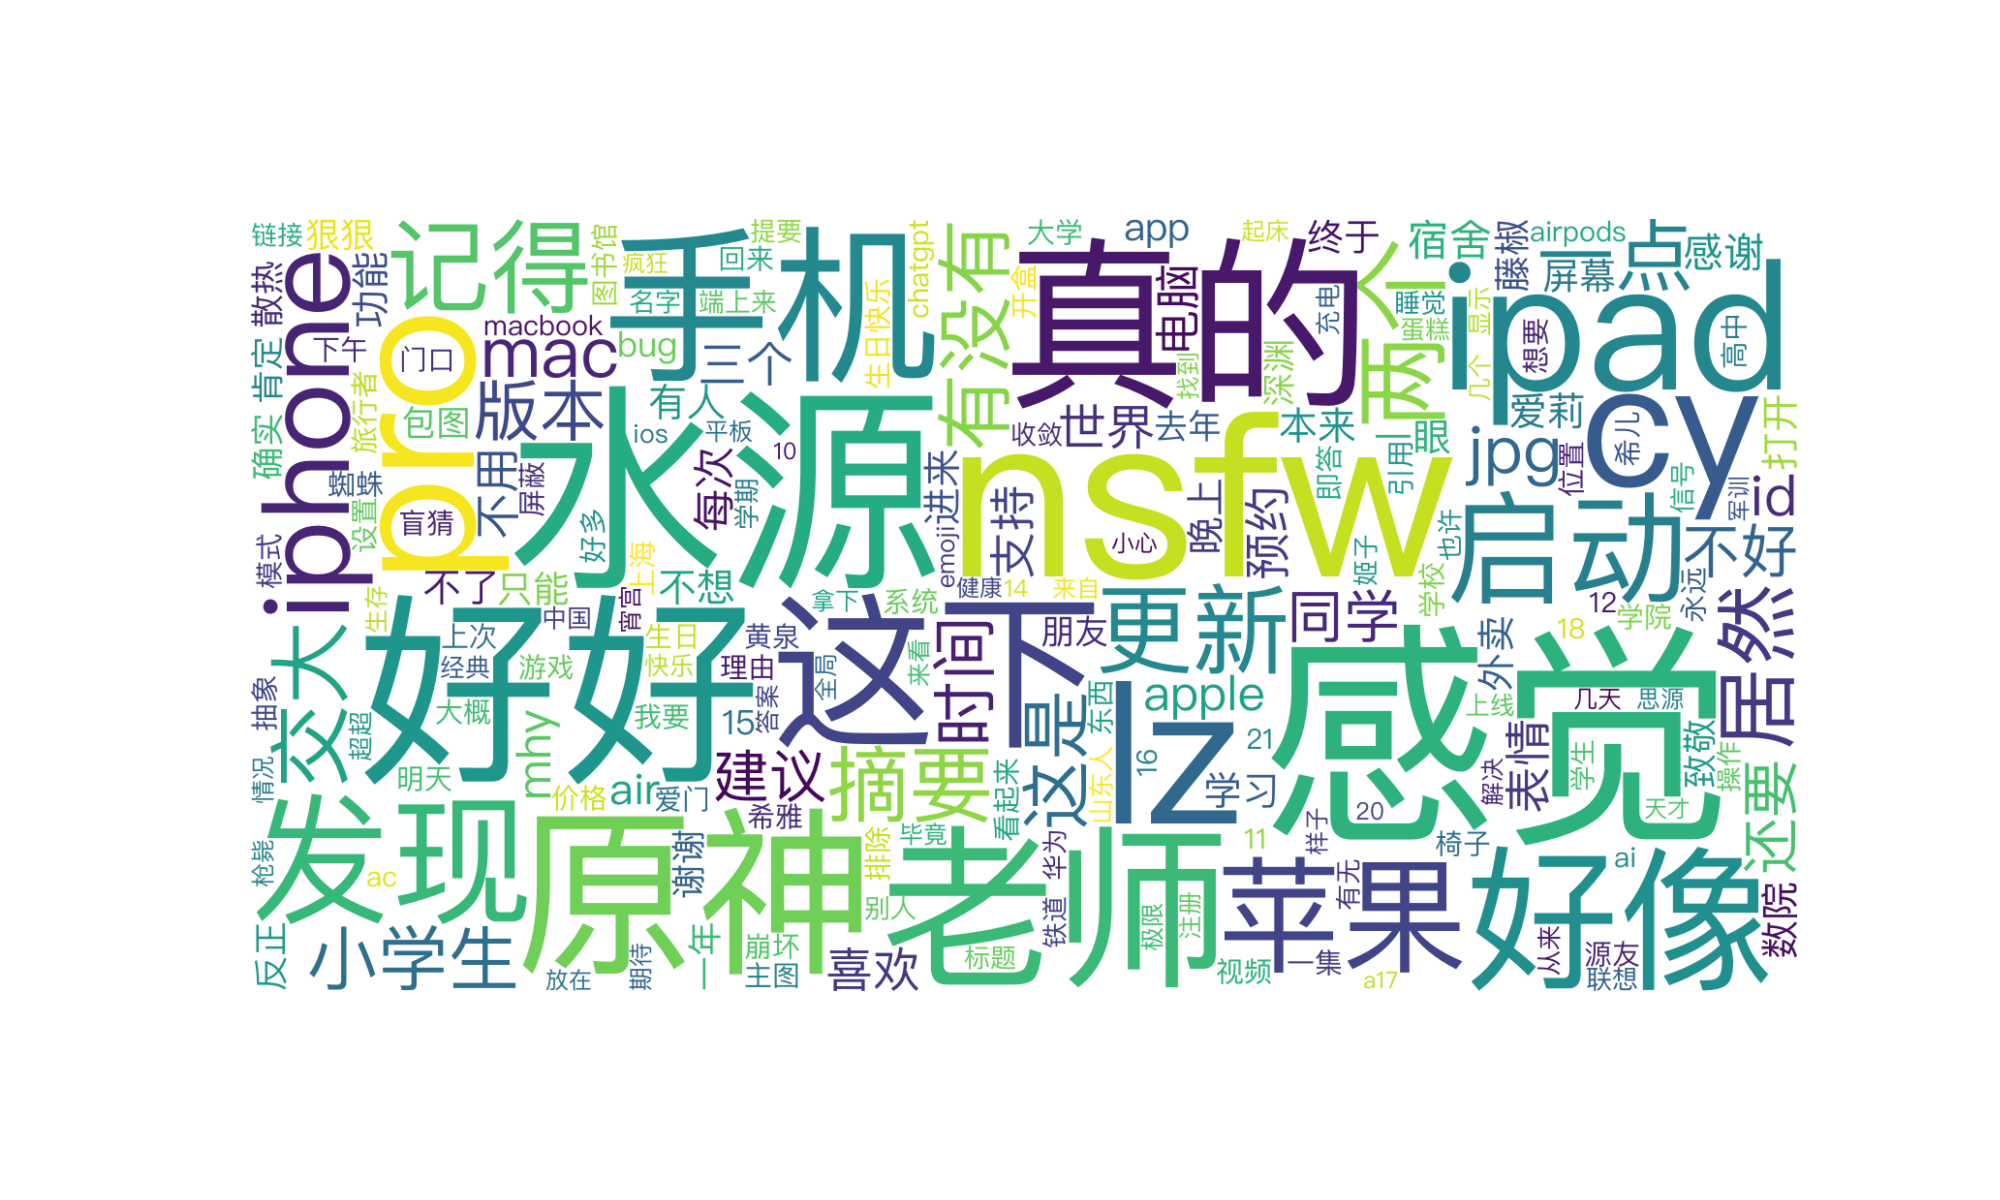 链接
狠狠
记得
图书馆
提要
手机
回来
疯狂
名字
端上来
生日快乐
chatgpt
有没有
开盒
大学
app
起床
终于
真的
电脑
充电
两人
宿舍
睡觉
蛋糕
藤椒
airpods
屏幕
点
感谢
ipad
想要
高中
显示
几个
散热
功能
iphone
下午
门口
pro
macbook
mac
bug
三个
找到
深渊
肯定
旅行者
确实
包图
版本
有人
ios
平板
水源
10
收敛
世界
去年
本来
一眼
爱莉
jpg
cy
希儿
打开
蜘蛛
盲猜
不用
屏蔽
每次
学期
好多
设置
模式
emoji
进来
支持
nsfw
小心
晚上
预约
即答
引用
位置
信号
军训
id
启动
也许
姬子
不好
生存
不了
只能
宵宫
上海
不想
拿下
系统
健康
14
来自
学校
12
学院
永远
居然
中国
上次
经典
游戏
生日
快乐
黄泉
理由
好好
这下
全局
来看
时间
朋友
更新
同学
外卖
18
交大
抽象
超超
大概
mhy
我要
15
答案
这是
东西
lz
apple
感觉
上线
几天
思源
情况
明天
价格
air
爱门
建议
希雅
摘要
看起来
山东人
16
21
学习
20
解决
表情
学生
天才
致敬
操作
还要
枪毙
发现
ac
原神
谢谢
排除
毕竟
老师
华为
铁道
11
样子
苹果
有无
椅子
ai
好像
数院
反正
小学生
放在
期待
一年
崩坏
主图
喜欢
别人
标题
极限
注册
视频
一集
a17
从来
源友
联想